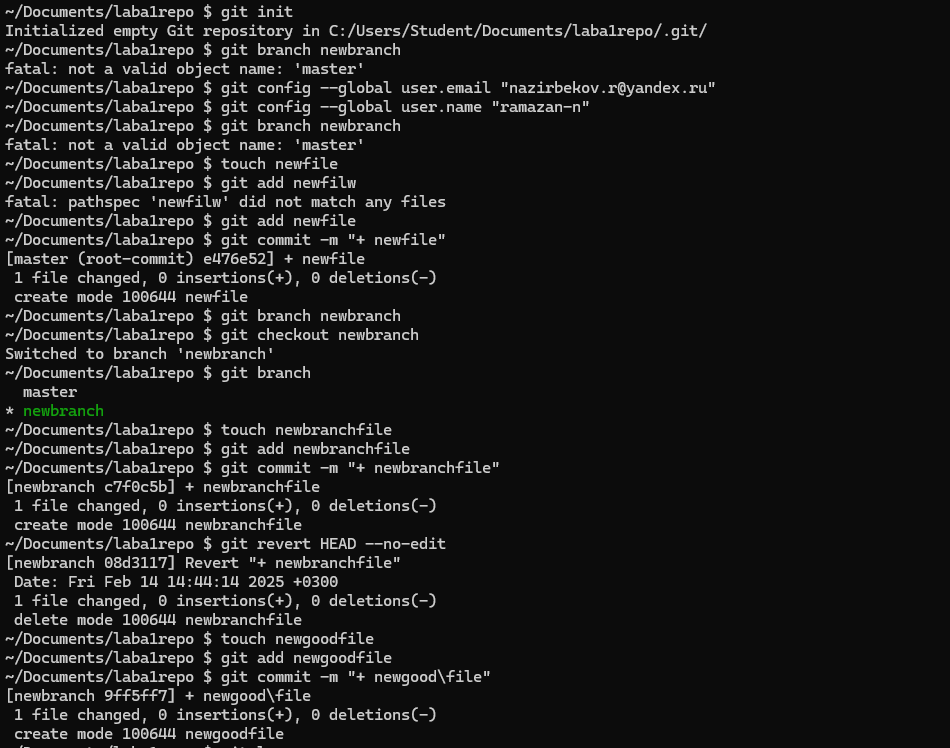 ~/Documents/laba1repo $ git init
Initialized empty Git repository in C:/Users/Student/Documents/laba1repo/.git/
~/Documents/laba1repo $ git branch newbranch
fatal: not a valid object name: 'master'
~/Documents/laba1repo $ git config --global user.email "nazirbekov.r@yandex.ru"
~/Documents/laba1repo $ git config --global user.name "ramazan-n"
~/Documents/laba1repo $ git branch newbranch
fatal: not a valid object name: 'master'
~/Documents/laba1repo $ touch newfile
~/Documents/laba1repo $ git add newfilw
fatal: pathspec 'newfilw' did not match any files
~/Documents/laba1repo $ git add newfile
~/Documents/laba1repo $ git commit -m "+ newfile"
[master (root-commit) e476e52] + newfile
 1 file changed, 0 insertions(+), 0 deletions(-)
 create mode 100644 newfile
~/Documents/laba1repo $ git branch newbranch
~/Documents/laba1repo $ git checkout newbranch
Switched to branch 'newbranch'
~/Documents/laba1repo $ git branch
  master
* newbranch
~/Documents/laba1repo $ touch newbranchfile
~/Documents/laba1repo $ git add newbranchfile
~/Documents/laba1repo $ git commit -m "+ newbranchfile"
[newbranch c7f0c5b] + newbranchfile
 1 file changed, 0 insertions(+), 0 deletions(-)
 create mode 100644 newbranchfile
~/Documents/laba1repo $ git revert HEAD --no-edit
[newbranch 08d3117] Revert "+ newbranchfile"
 Date: Fri Feb 14 14:44:14 2025 +0300
 1 file changed, 0 insertions(+), 0 deletions(-)
 delete mode 100644 newbranchfile
~/Documents/laba1repo $ touch newgoodfile
~/Documents/laba1repo $ git add newgoodfile
~/Documents/laba1repo $ git commit -m "+ newgood\file"
[newbranch 9ff5ff7] + newgood\file
 1 file changed, 0 insertions(+), 0 deletions(-)
 create mode 100644 newgoodfile